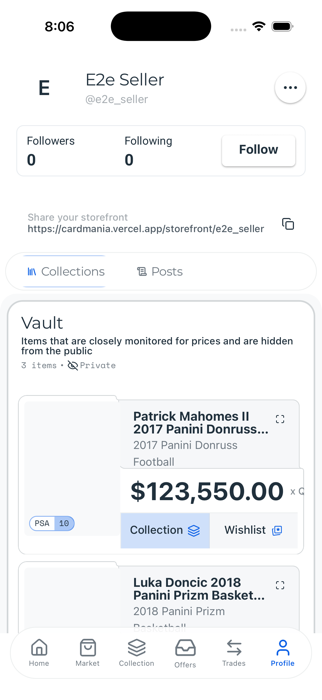 8:06
E
E2e Seller
@e2e_seller
Followers
0
Following
0
Follow
Share your storefront
https://cardmania.vercel.app/storefront/e2e_seller
Collections
Posts
Vault
Items that are closely monitored for prices and are hidden
from the public
3 items • Private
Patrick Mahomes II
2017 Panini Donruss...
2017 Panini Donruss
Football
$123,550.00
x
PSA 10
Collection
Wishlist
Luka Doncic 2018
Panini Prizm Basket...
2018 Panini Prizm
Basketball
Home
Market
Collection
Offers
Trades
Profile